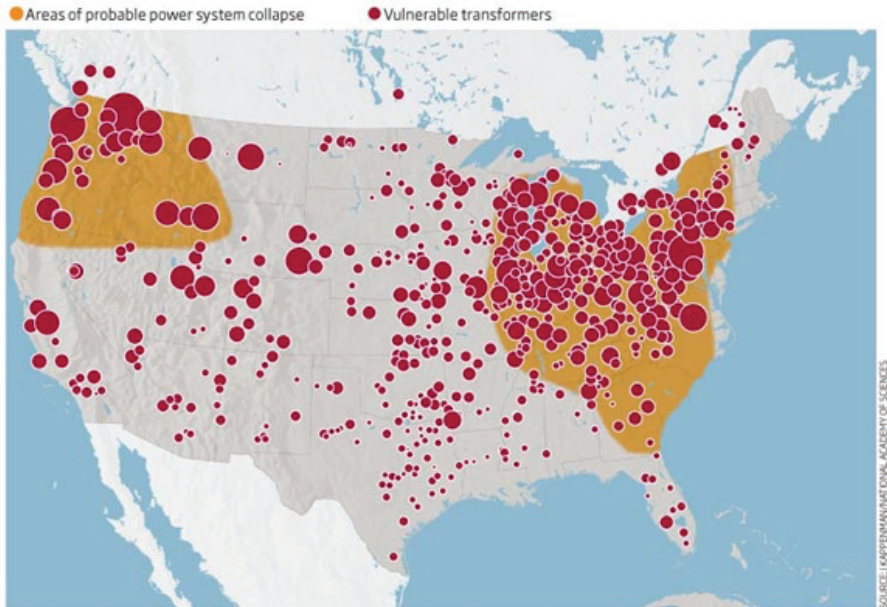 Areas of probable power system collapse
Vulnerable transformers
SOURCE: J KAPPENMAN/NATIONAL ACADEMY OF SCIENCES